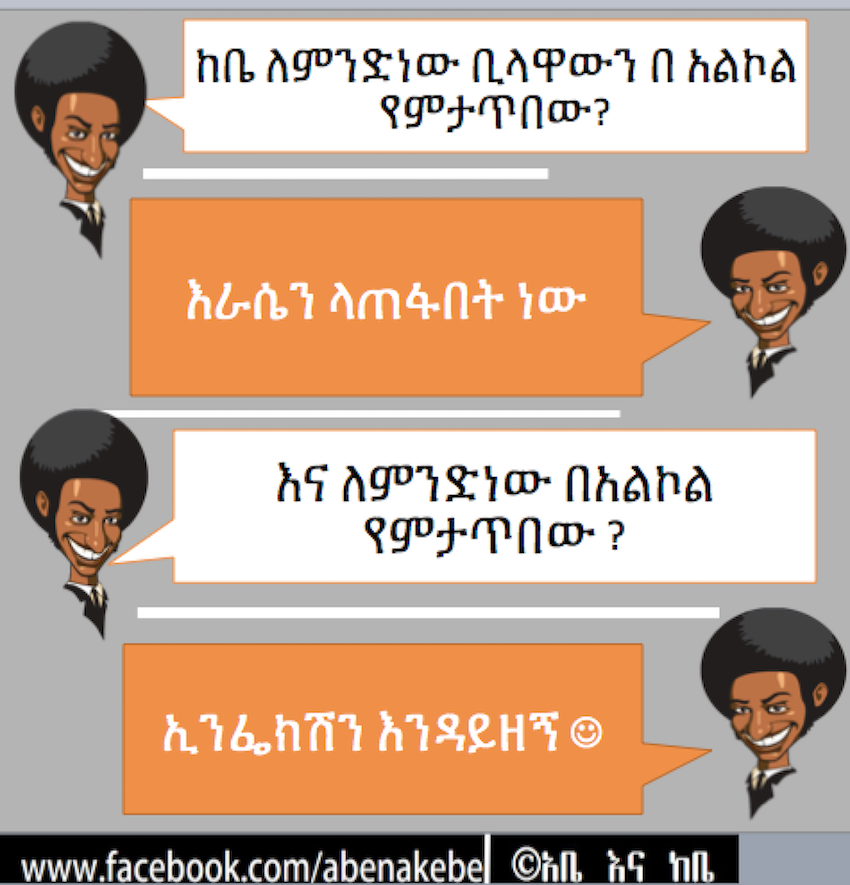 ከቤ ለምንድነው ቢላዋውን በ አልኮል
የምታጥበው?
እራሴን ላጠፋበት ነው
እና ለምንድነው በአልኮል
የምታጥበው ?
ኢንፌክሽን እንዳይዘኝ ☺
www.facebook.com/abenakebe ©አቤ እና ከቤ